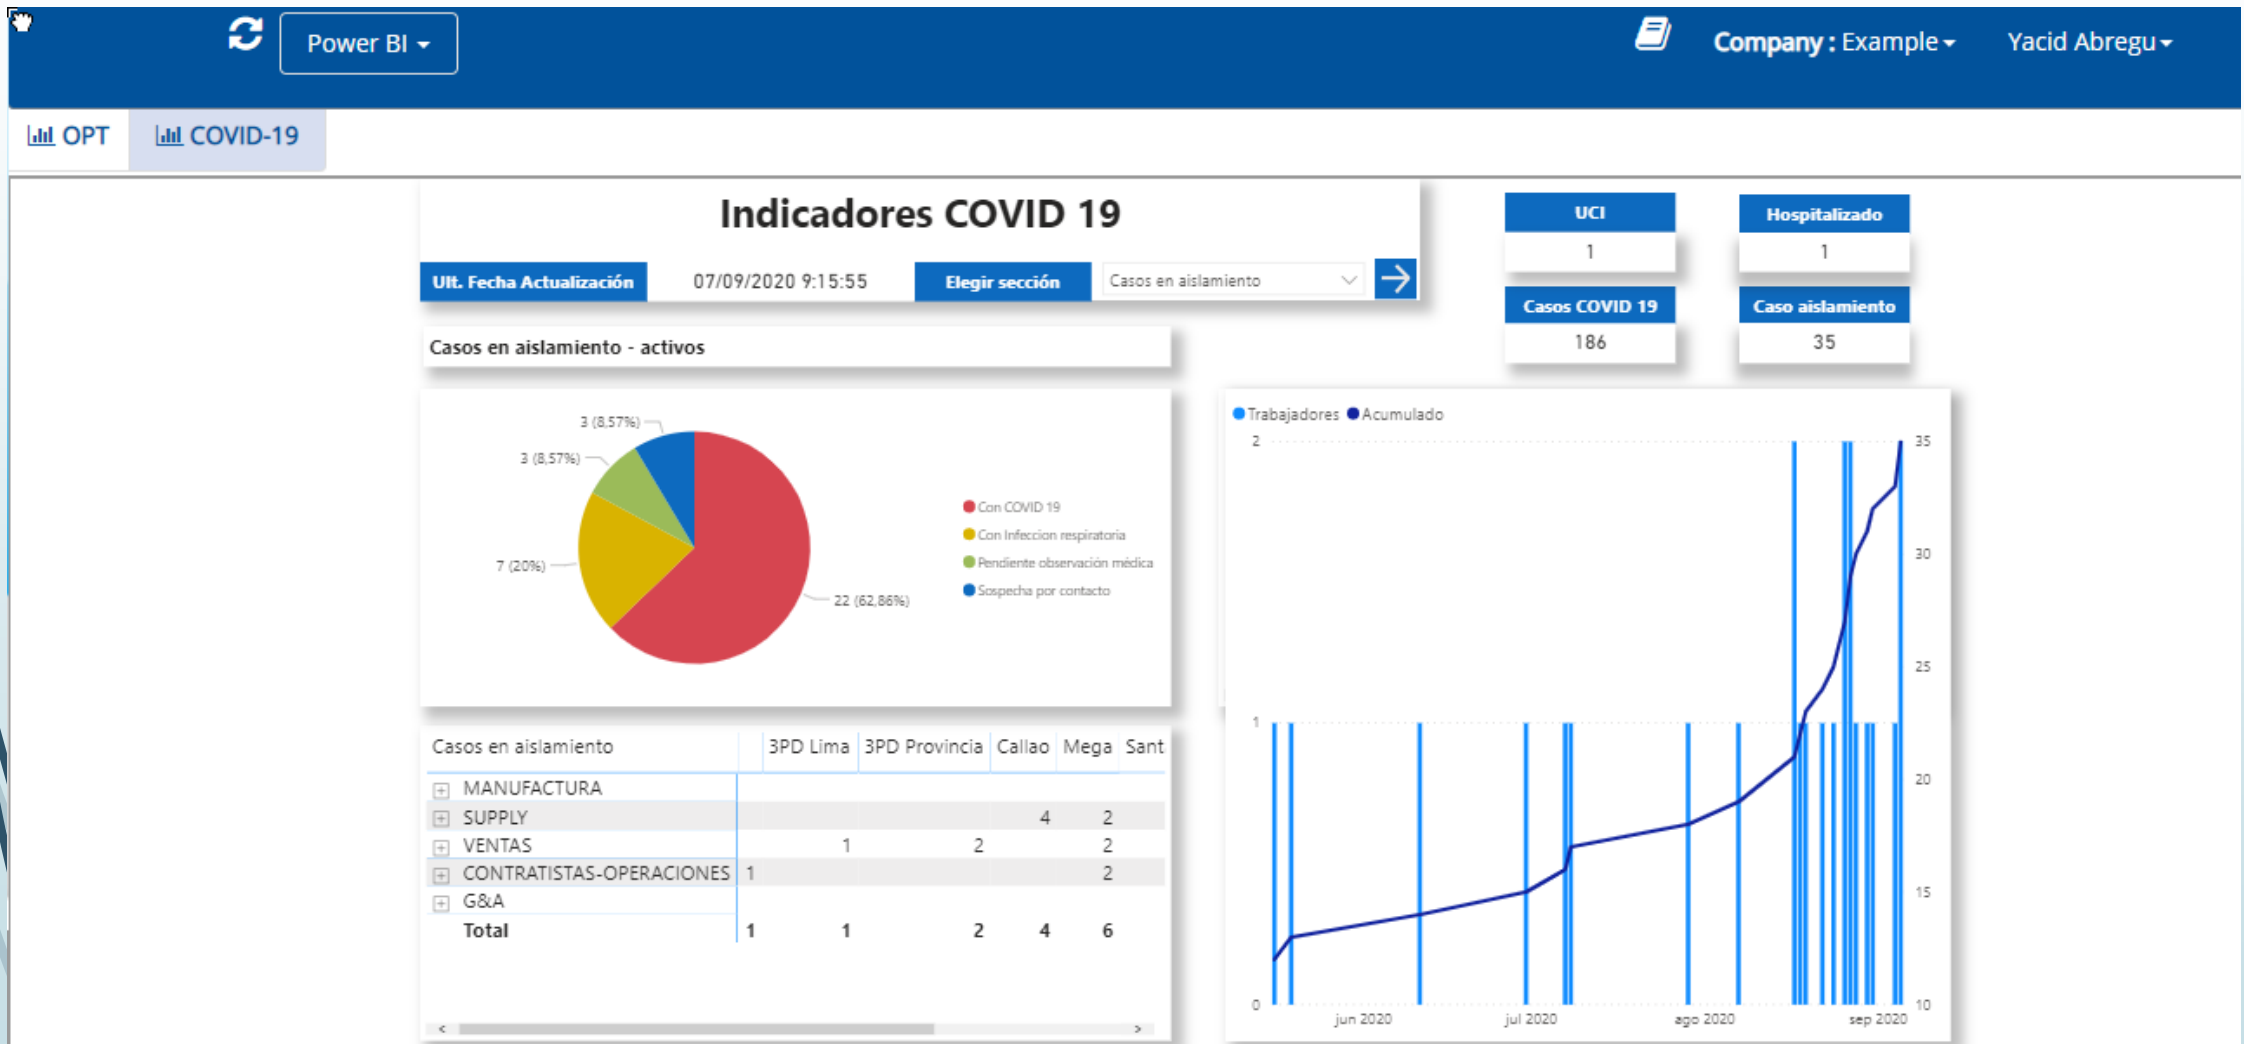 Power BI
Company : Example
Yacid Abregu
OPT
COVID-19
Indicadores COVID 19
Ult. Fecha Actualización
07/09/2020 9:15:55
Elegir sección
Casos en aislamiento
UCI
1
Hospitalizado
1
Casos COVID 19
186
Caso aislamiento
35
Casos en aislamiento - activos
3 (8,57%)
3 (8,57%)
7 (20%)
22 (62,86%)
Con COVID 19
Con Infeccion respiratoria
Pendiente observación médica
Sospecha por contacto
Trabajadores Acumulado
2
1
0
35
30
25
20
15
10
jun 2020 jul 2020 ago 2020 sep 2020
Casos en aislamiento 3PD Lima 3PD Provincia Callao Mega Sant
MANUFACTURA
SUPPLY 4 2
VENTAS 1 2 2
CONTRATISTAS-OPERACIONES 1 2
G&A
Total 1 1 2 4 6